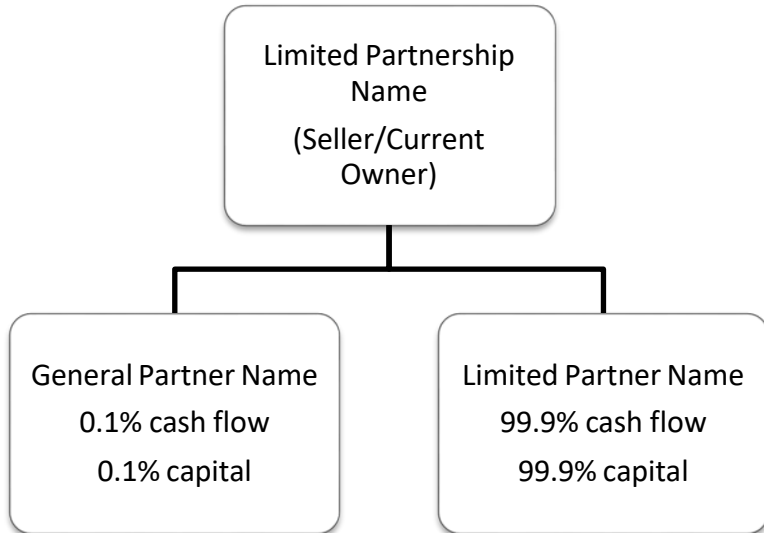 Limited Partnership
Name
(Seller/Current
Owner)
General Partner Name
0.1% cash flow
0.1% capital
Limited Partner Name
99.9% cash flow
99.9% capital